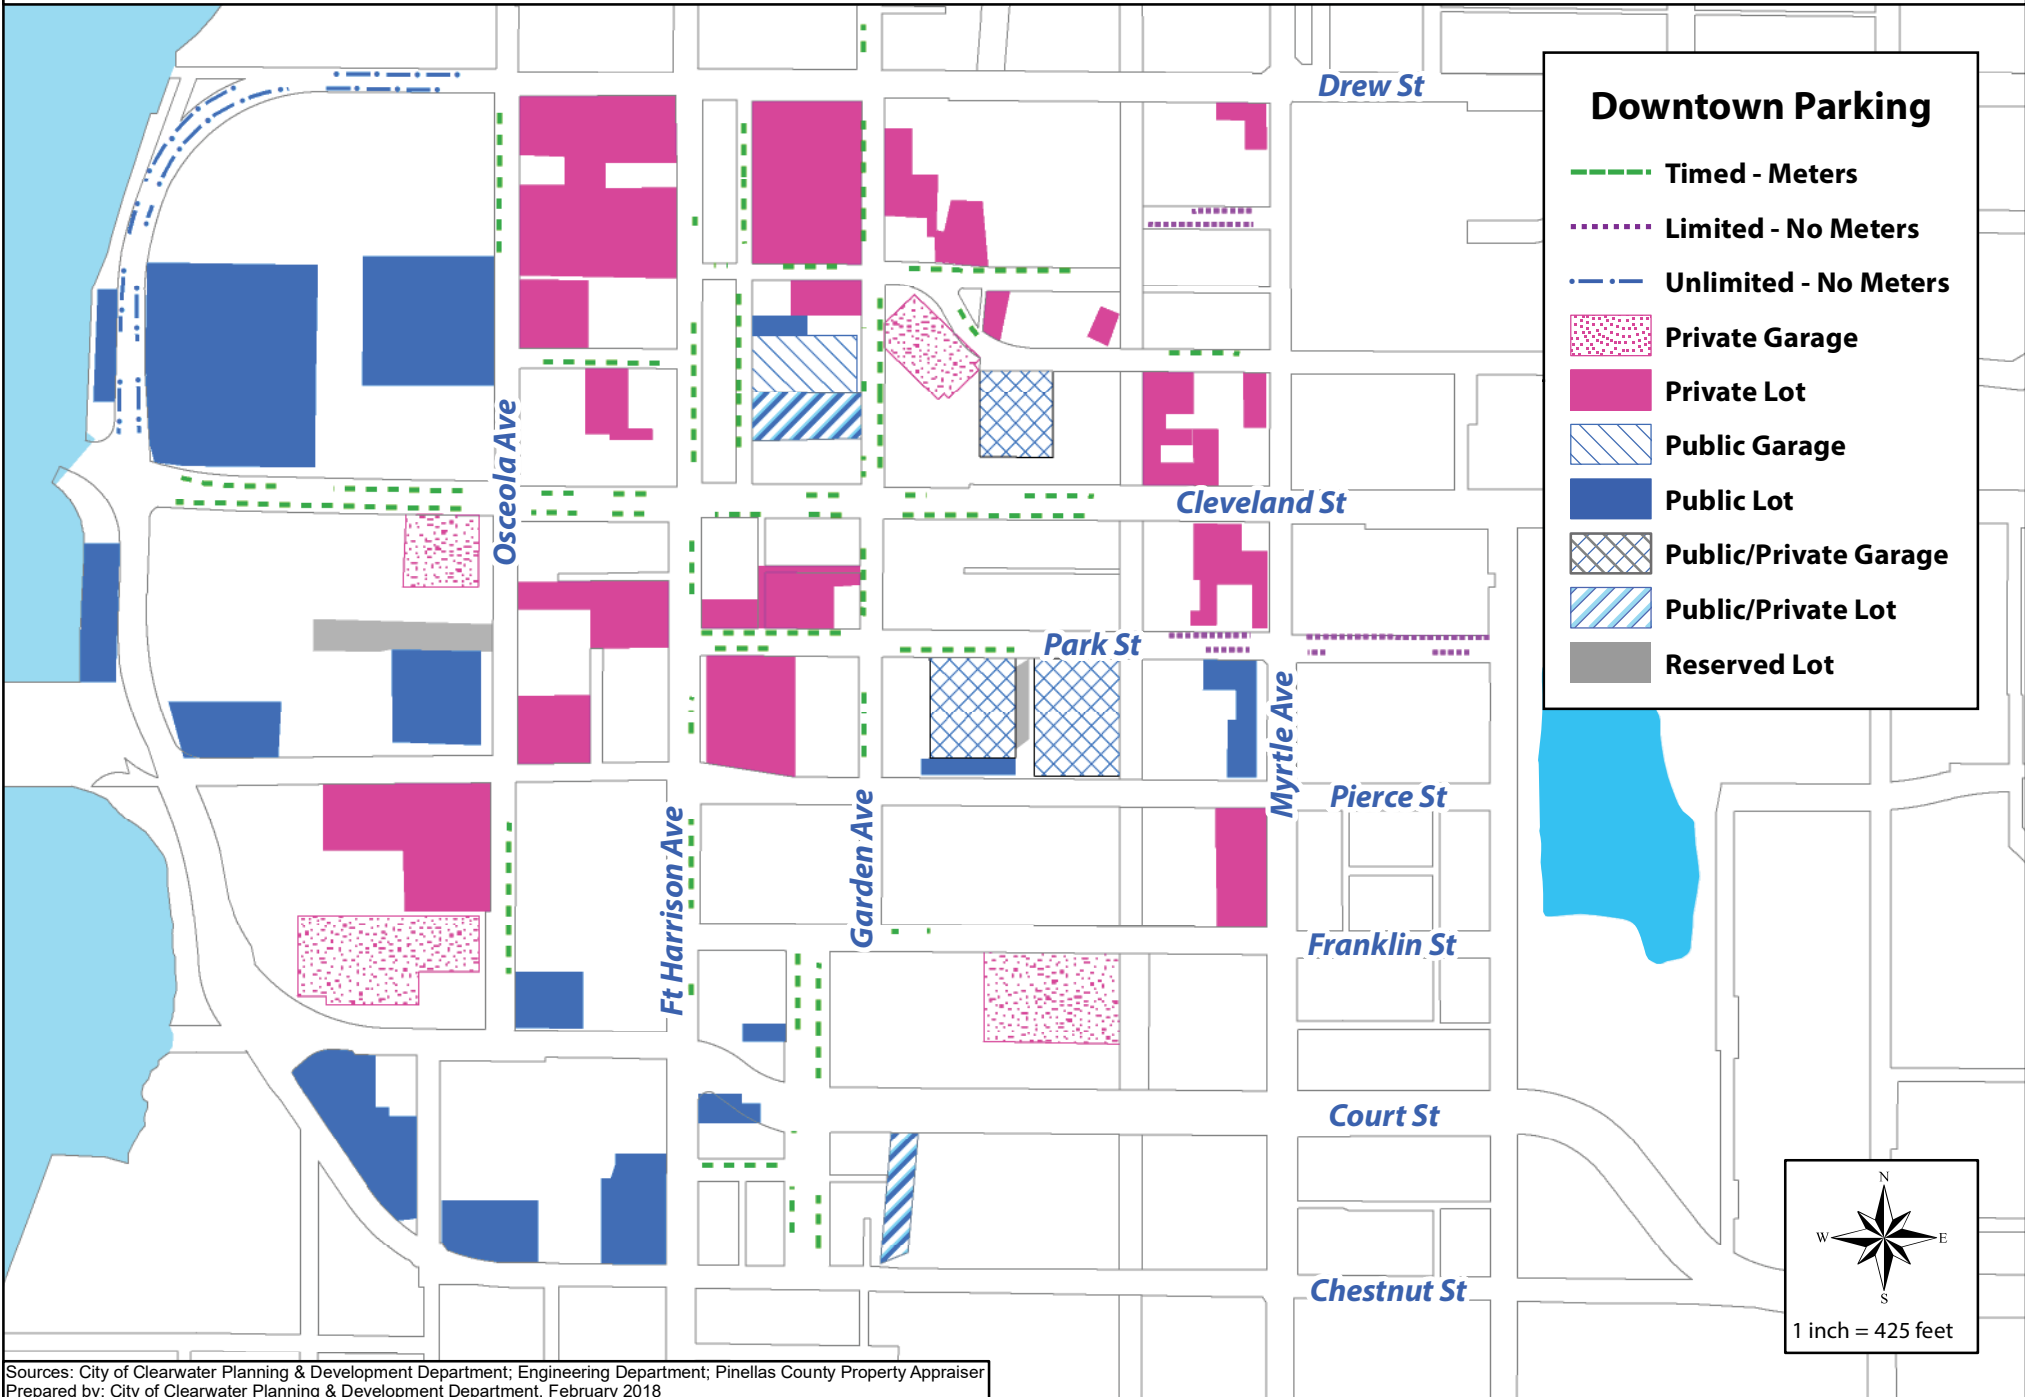 Drew St
Downtown Parking
Timed - Meters
Limited - No Meters
Unlimited - No Meters
Private Garage
Private Lot
Public Garage
Public Lot
Public/Private Garage
Public/Private Lot
Reserved Lot
Osceola Ave
Cleveland St
Park St
Myrtle Ave
Pierce St
Ft Harrison Ave
Garden Ave
Franklin St
Court St
Chestnut St
N
W E
S
1 inch = 425 feet
Sources: City of Clearwater Planning & Development Department; Engineering Department; Pinellas County Property Appraiser
Prepared by: City of Clearwater Planning & Development Department, February 2018